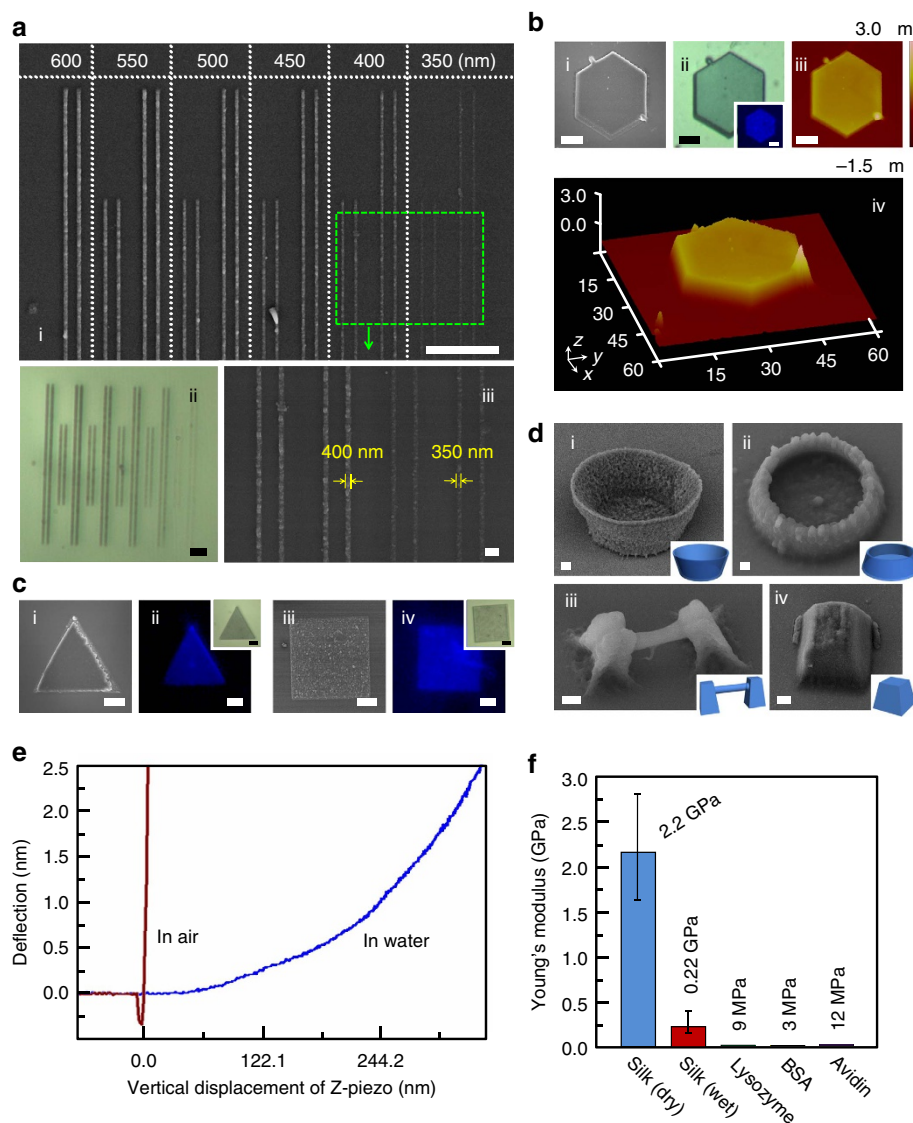 a
600 550 500 450 400 350 (nm)
i
ii
iii
400 nm
350 nm
b
3.0 m
i
ii
iii
–1.5 m
iv
3.0
0.0
15
30
45
60
15
30
45
60
z
y
x
c
i
ii
iii
iv
d
i
ii
iii
iv
e
2.5
2.0
1.5
1.0
0.5
0.0
Deflection (nm)
In air
In water
0.0 122.1 244.2
Vertical displacement of Z-piezo (nm)
f
3.0
2.5
2.0
1.5
1.0
0.5
0.0
Young's modulus (GPa)
2.2 GPa
0.22 GPa
9 MPa
3 MPa
12 MPa
Silk (dry)
Silk (wet)
Lysozyme
BSA
Avidin